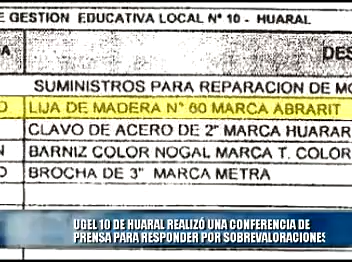 E GESTION EDUCATIVA LOCAL N° 10 - HUARAL
DES
SUMINISTROS PARA REPARACION DE MO
LIJA DE MADERA N° 60 MARCA ABRARIT
CLAVO DE ACERO DE 2" MARCA HUARAR
BARNIZ COLOR NOGAL MARCA T. COLOR
BROCHA DE 3" MARCA METRA
UGEL 10 DE HUARAL REALIZÓ UNA CONFERENCIA DE
PRENSA PARA RESPONDER POR SOBREVALORACIONES